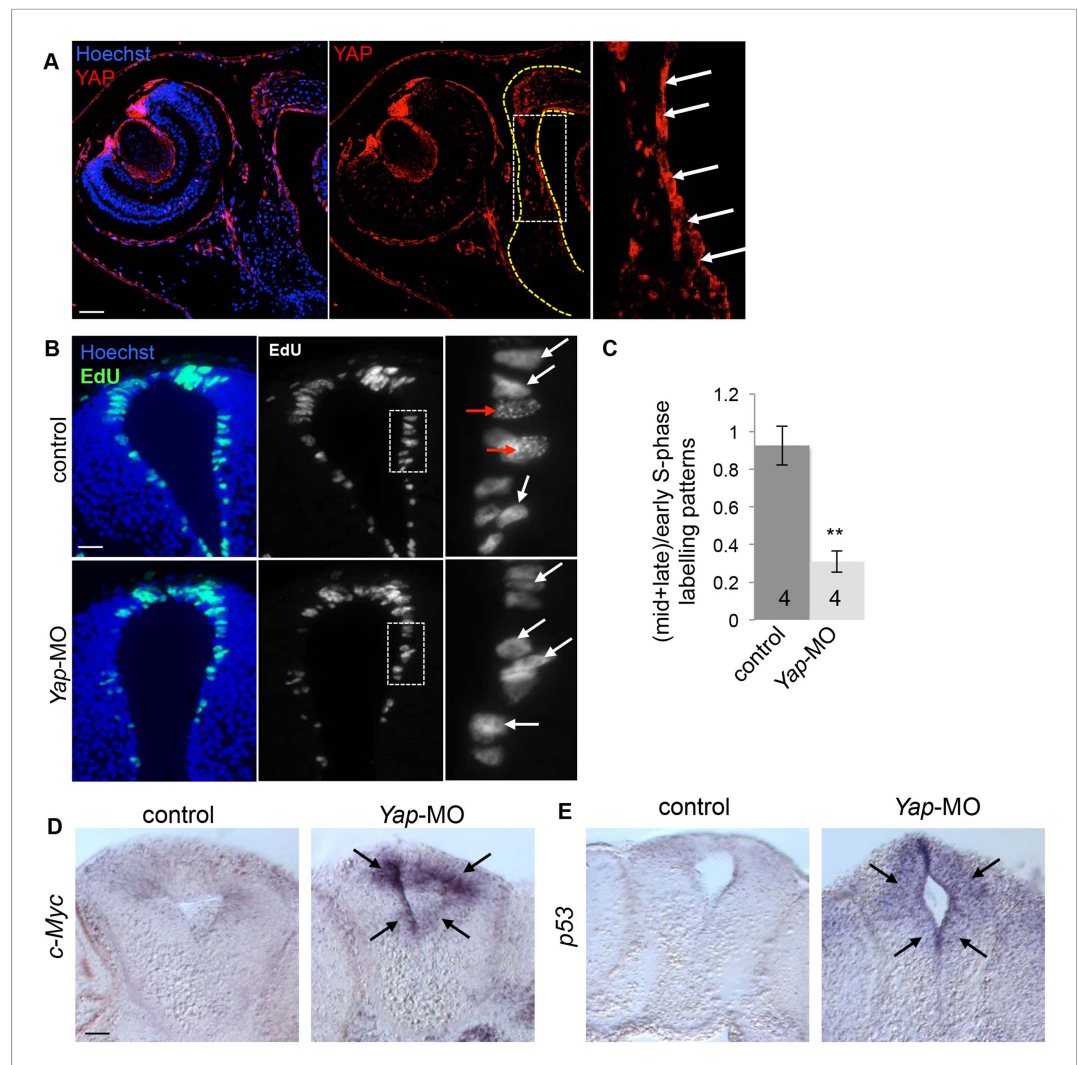 A
Hoechst
YAP
YAP
B
Hoechst
EdU
EdU
control
Yap-MO
C
(mid+late)/early S-phase
labelling patterns
1.2
1
0.8
0.6
0.4
0.2
0
**
4
4
control
Yap-MO
D
control
Yap-MO
c-Myc
E
control
Yap-MO
p53